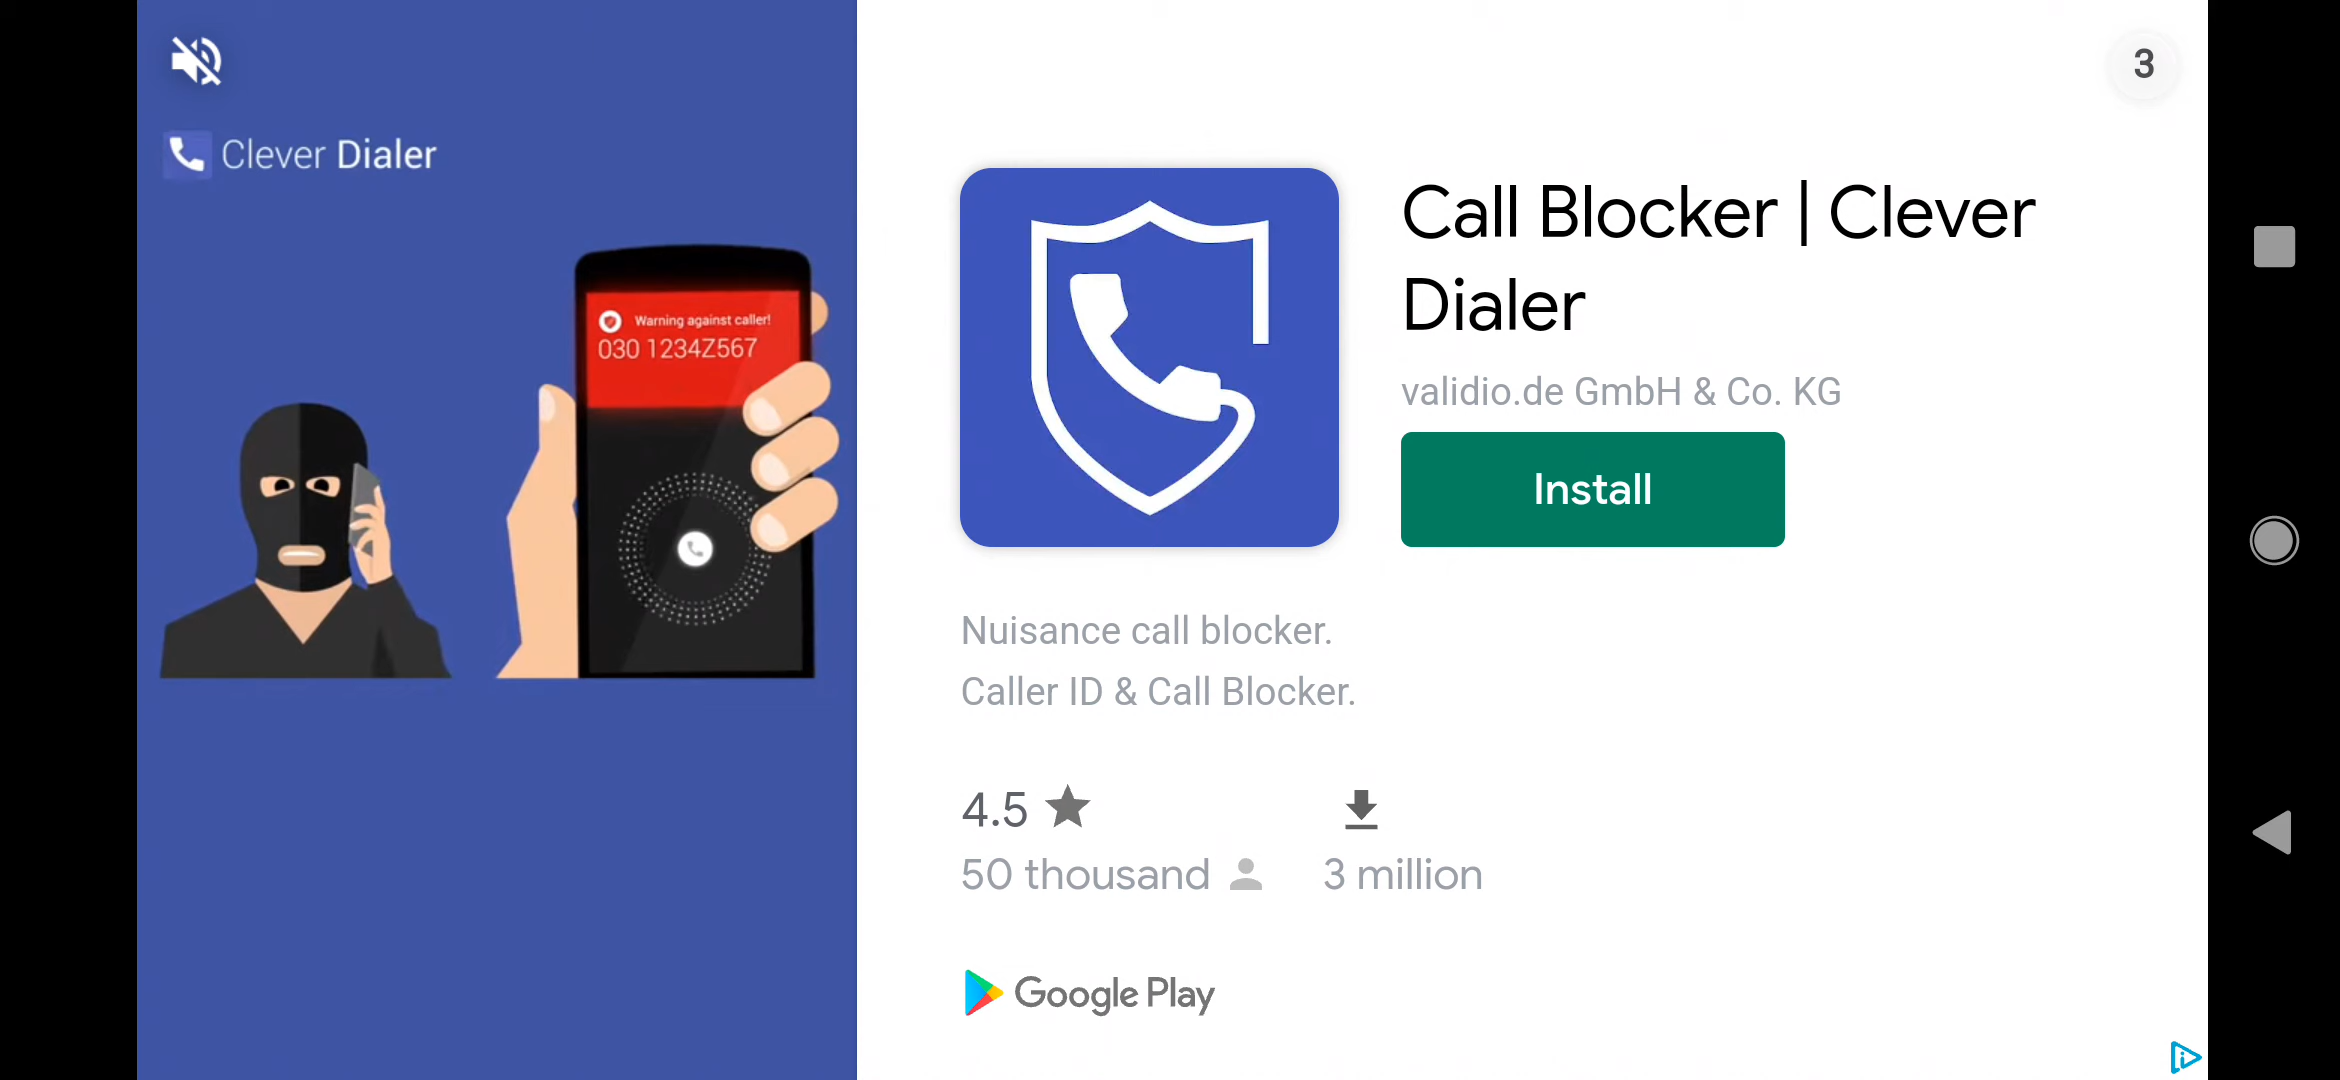 Clever Dialer
Warning against caller!
030 1234Z567
3
Call Blocker | Clever
Dialer
validio.de GmbH & Co. KG
Install
Nuisance call blocker.
Caller ID & Call Blocker.
4.5
50 thousand
3 million
Google Play